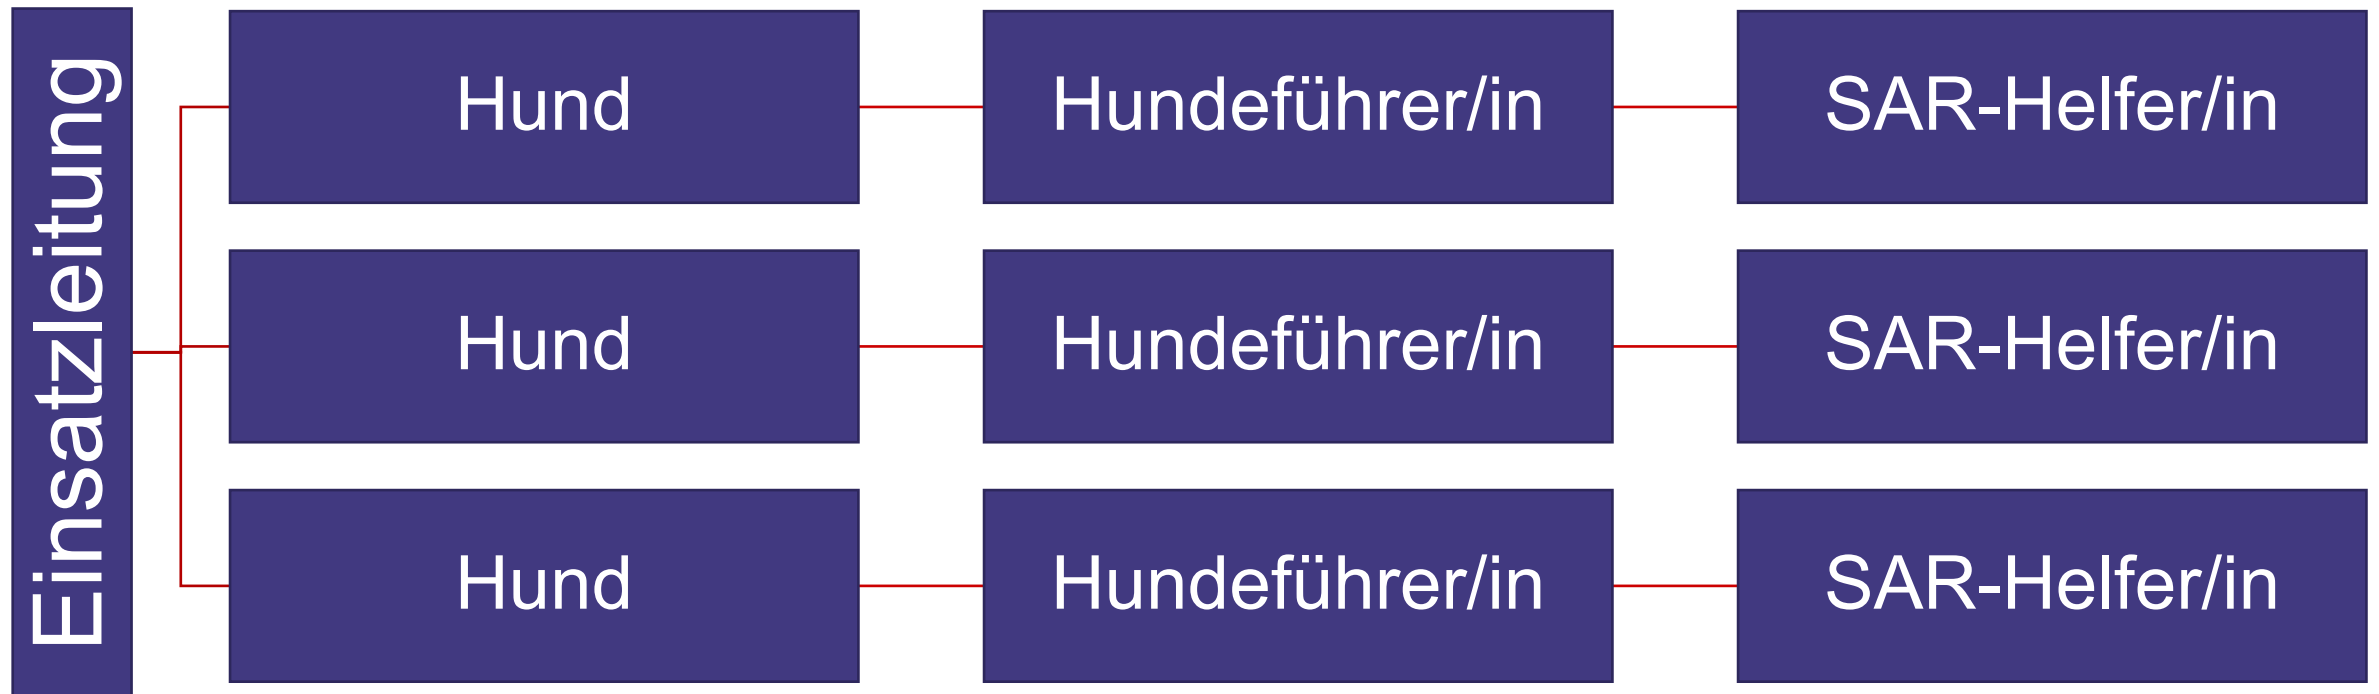 Einsatzleitung
Hund
Hundeführer/in
SAR-Helfer/in
Hund
Hundeführer/in
SAR-Helfer/in
Hund
Hundeführer/in
SAR-Helfer/in